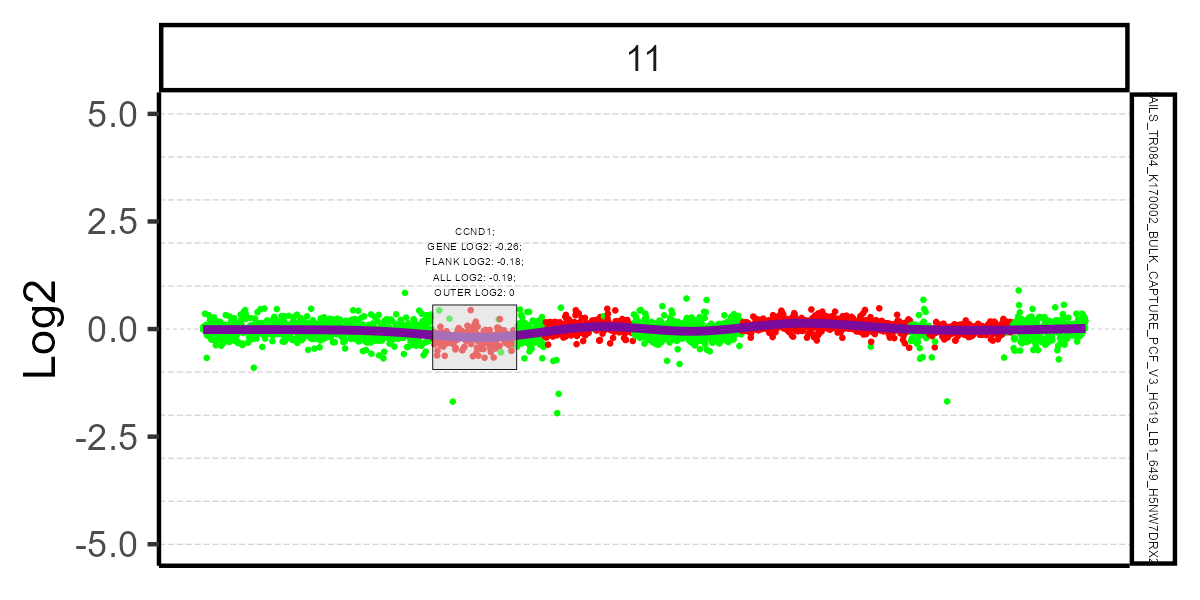 11
5.0
2.5
0.0
-2.5
-5.0
Log2
CCND1;
GENE LOG2: -0.26;
FLANK LOG2: -0.18;
ALL LOG2: -0.19;
OUTER LOG2: 0
AILS_TR084_K170002_BULK_CAPTURE_PCF_V3_HG19_LB1_649_H5NW7DRX2